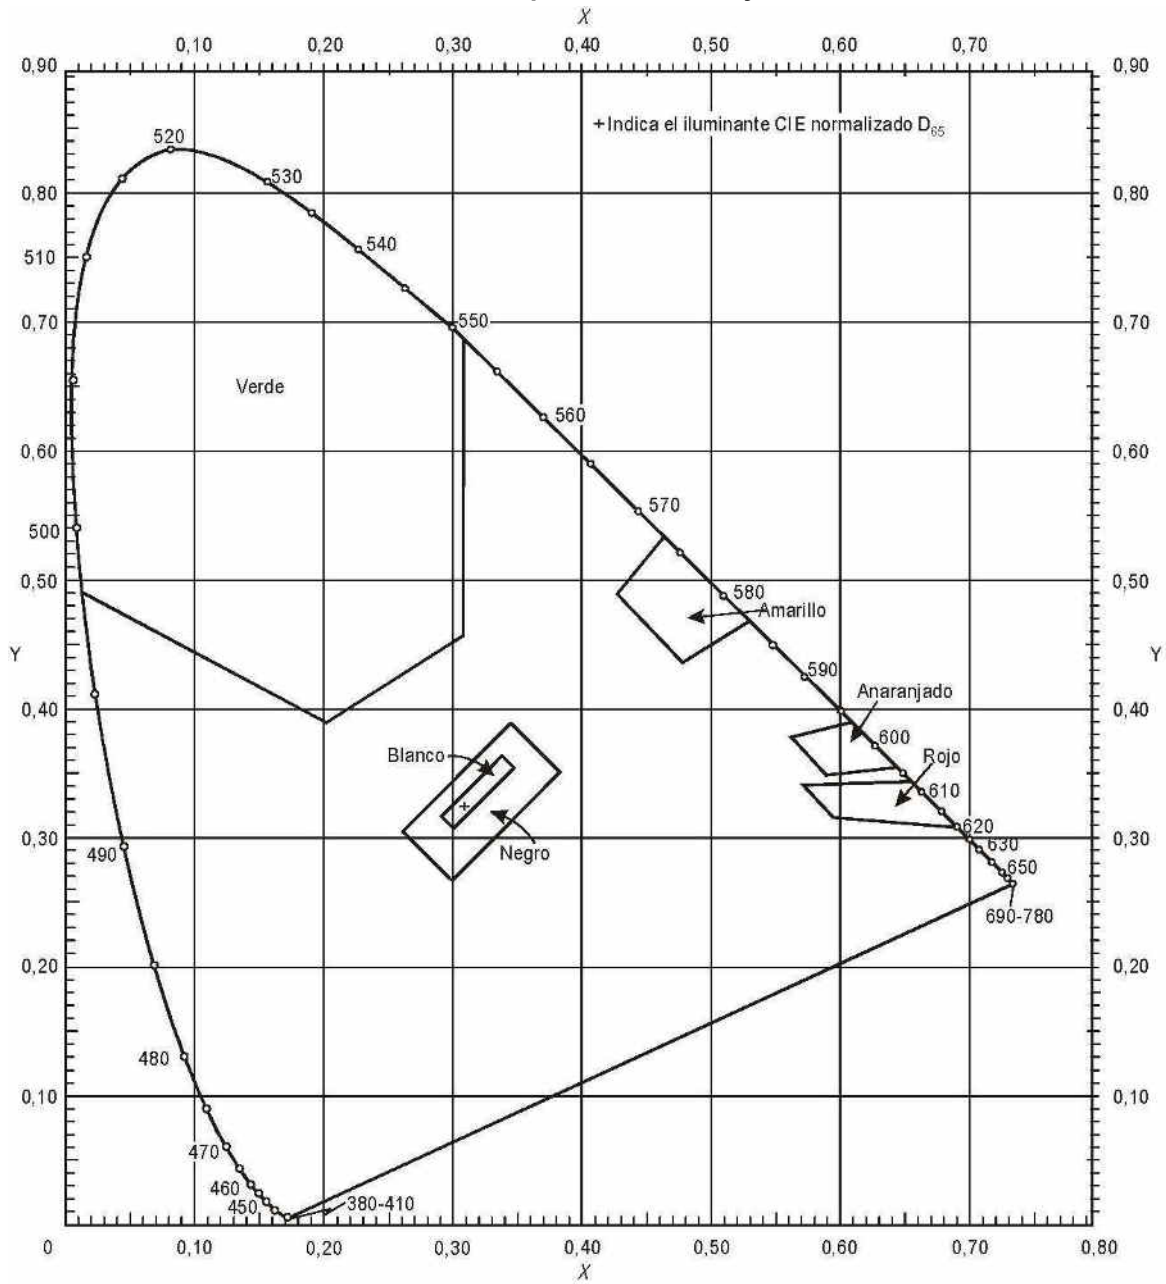 X
0,10 0,20 0,30 0,40 0,50 0,60 0,70
0,90 0,90
+Indica el iluminante CIE normalizado D65
520
530
0,80 0,80
540
510
550
0,70 0,70
Verde
560
0,60 0,60
570
500
0,50 0,50
580
Amarillo
Y Y
590
Anaranjado
0,40 0,40
600
Blanco Rojo
610
620
0,30 0,30
630
490 Negro
650
690-780
0,20 0,20
480
0,10 0,10
470
460
450 380-410
0 0,10 0,20 0,30 0,40 0,50 0,60 0,70 0,80
X